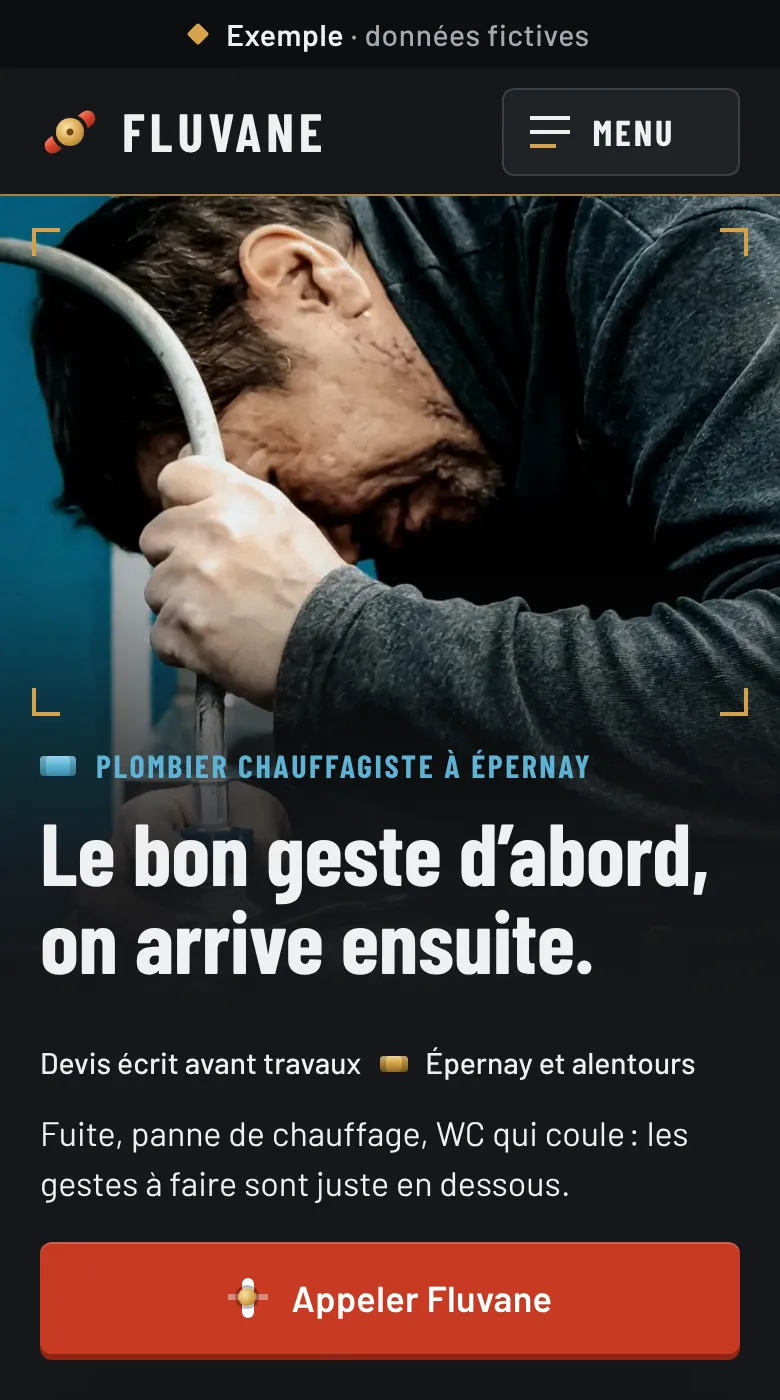 Exemple · données fictives
FLUVANE
MENU
PLOMBIER CHAUFFAGISTE À ÉPERNAY
Le bon geste d’abord,
on arrive ensuite.
Devis écrit avant travaux Épernay et alentours
Fuite, panne de chauffage, WC qui coule : les
gestes à faire sont juste en dessous.
Appeler Fluvane